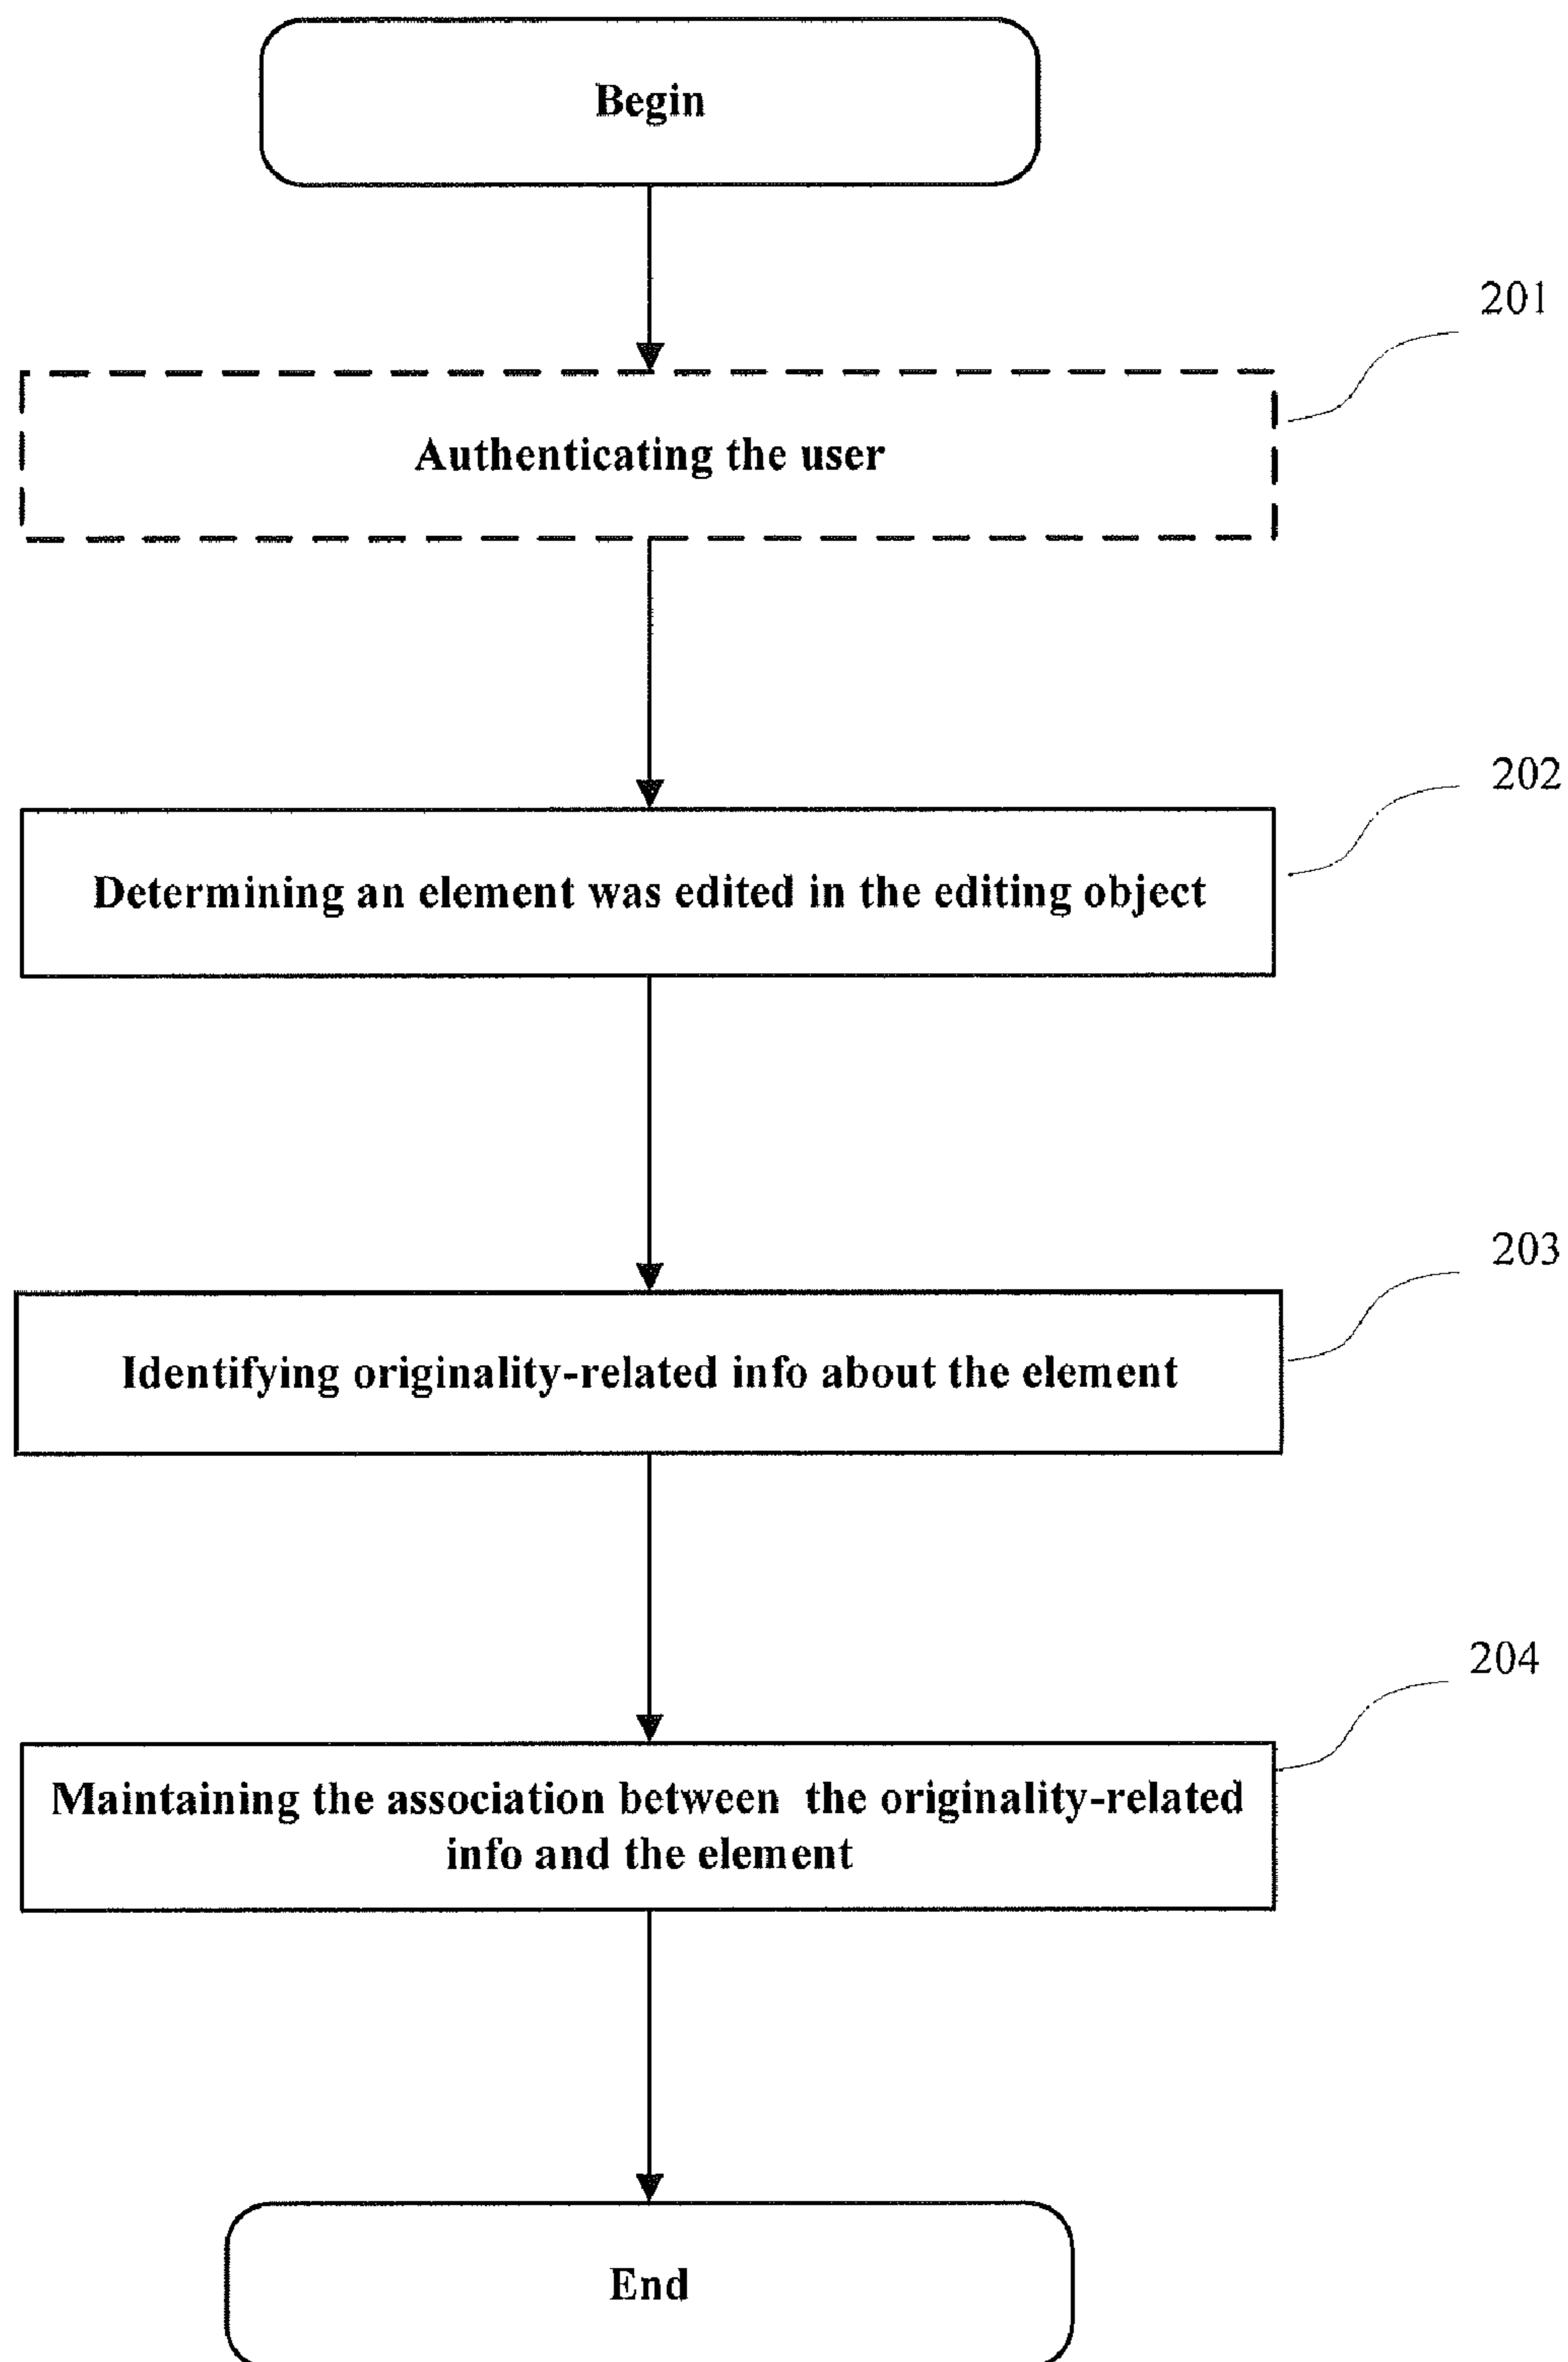 Begin
201
Authenticating the user
202
Determining an element was edited in the editing object
203
Identifying originality-related info about the element
204
Maintaining the association between the originality-related
info and the element
End